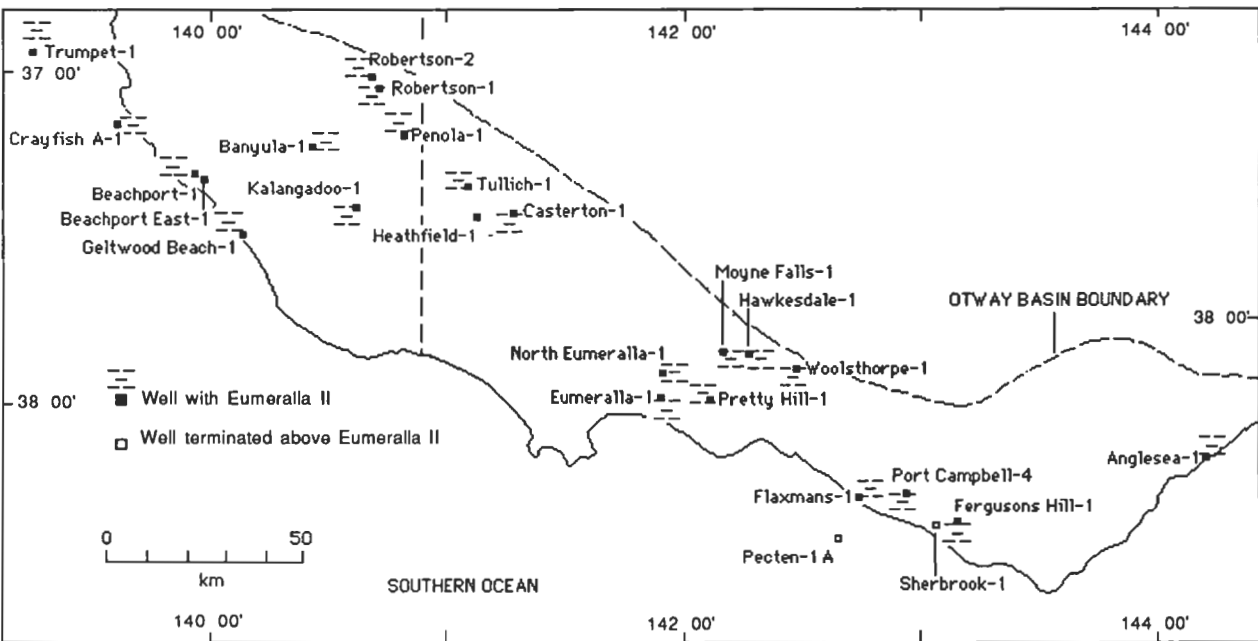 140 00'
142 00'
144 00'
Trumpet-1
37 00'
Robertson-2
Robertson-1
Crayfish A-1
Banyula-1
Penola-1
Beachport-1
Kalangadoo-1
Tullich-1
Beachport East-1
Casterton-1
Heathfield-1
Geltwood Beach-1
Moyne Falls-1
Hawkesdale-1
OTWAY BASIN BOUNDARY
38 00'
North Eumeralla-1
Woolsthorpe-1
Well with Eumeralla II
Eumeralla-1
Pretty Hill-1
38 00'
Well terminated above Eumeralla II
Anglesea-1
Port Campbell-4
Flaxmans-1
Fergusons Hill-1
0 50
km
Pecten-1A
SOUTHERN OCEAN
Sherbrook-1
140 00'
142 00'
144 00'